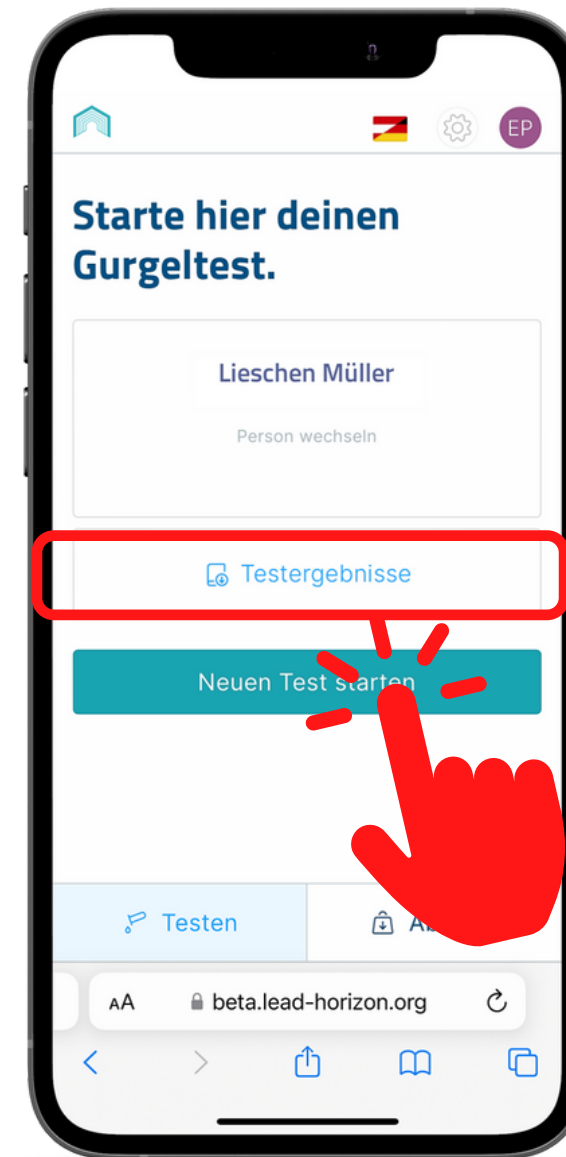 EP
Starte hier deinen
Gurgeltest.
Lieschen Müller
Person wechseln
Testergebnisse
Neuen Test starten
Testen
AA beta.lead-horizon.org